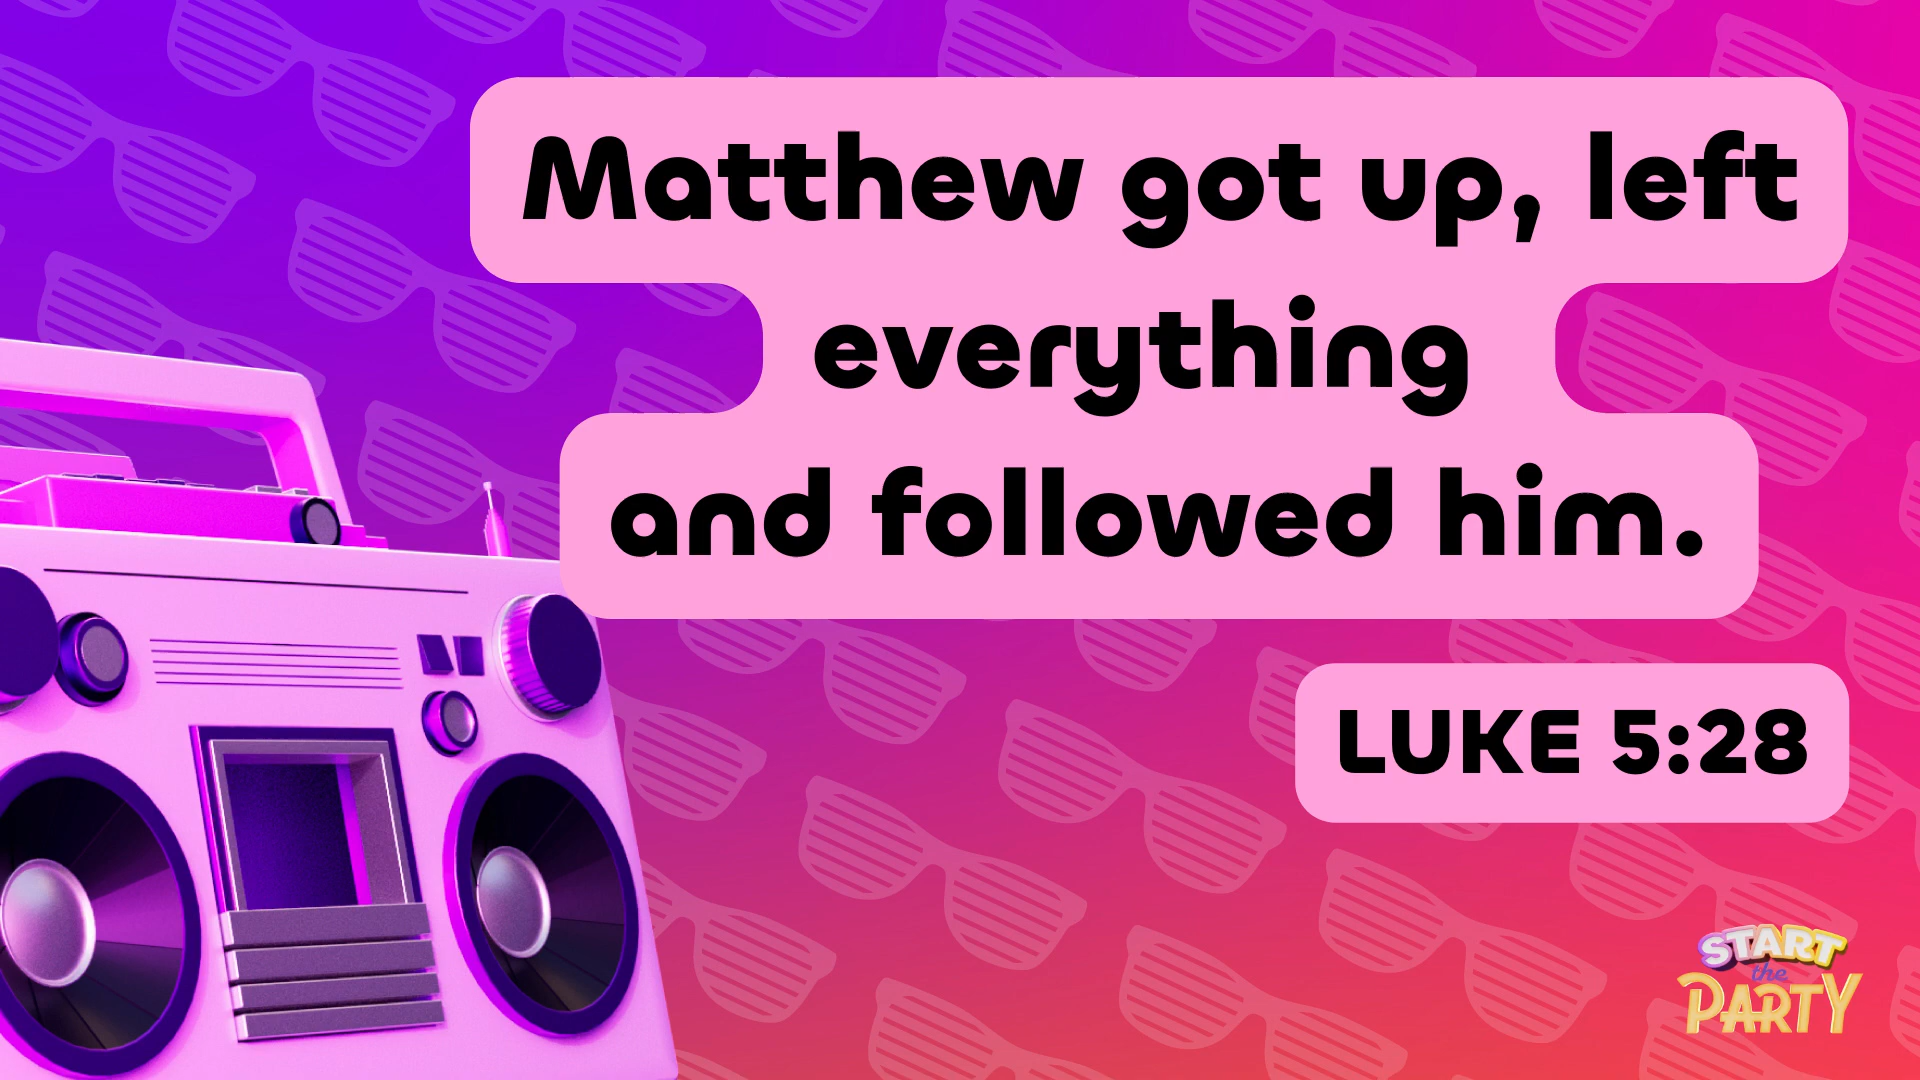 Matthew got up, left
everything
and followed him.
LUKE 5:28
START
the
PARTY